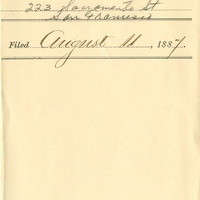 223 Sacramento St
San Francisco
Filed August 11, 1887.